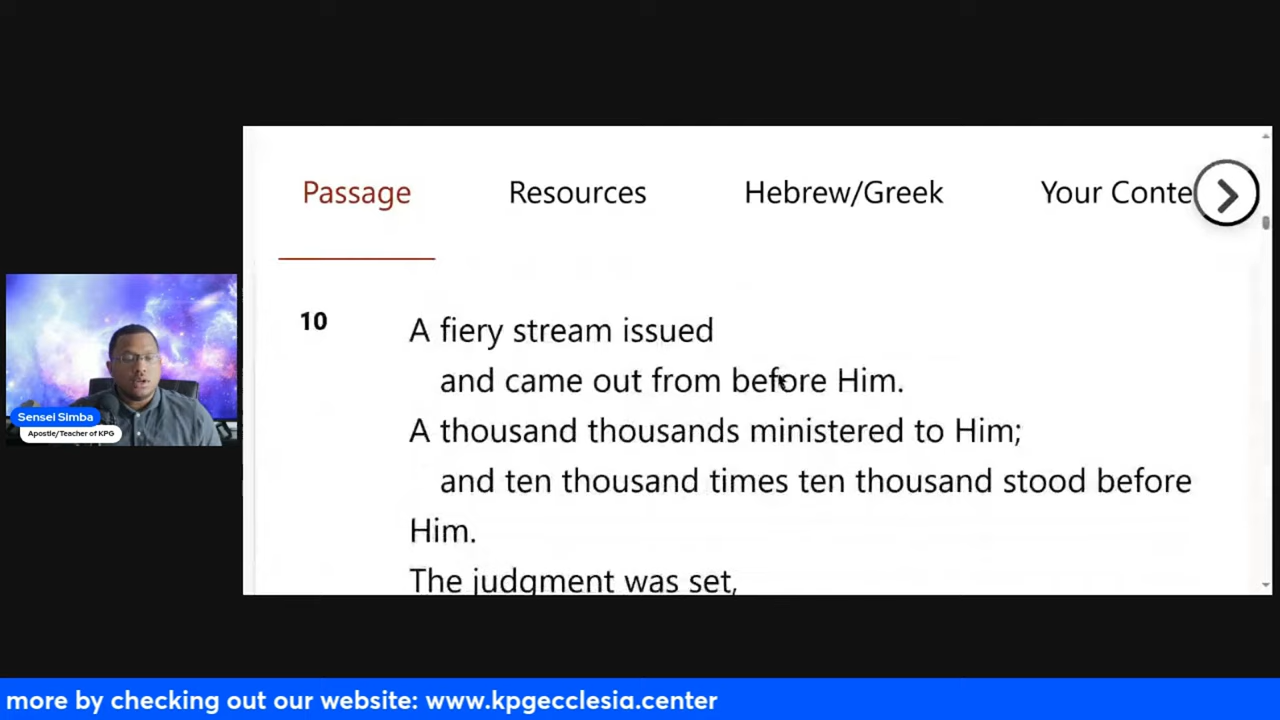 Passage
Resources
Hebrew/Greek
Your Conte
10
A fiery stream issued
and came out from before Him.
A thousand thousands ministered to Him;
and ten thousand times ten thousand stood before
Him.
The judgment was set,
Sensei Simba
Apostle/Teacher of KPG
more by checking out our website: www.kpgecclesia.center